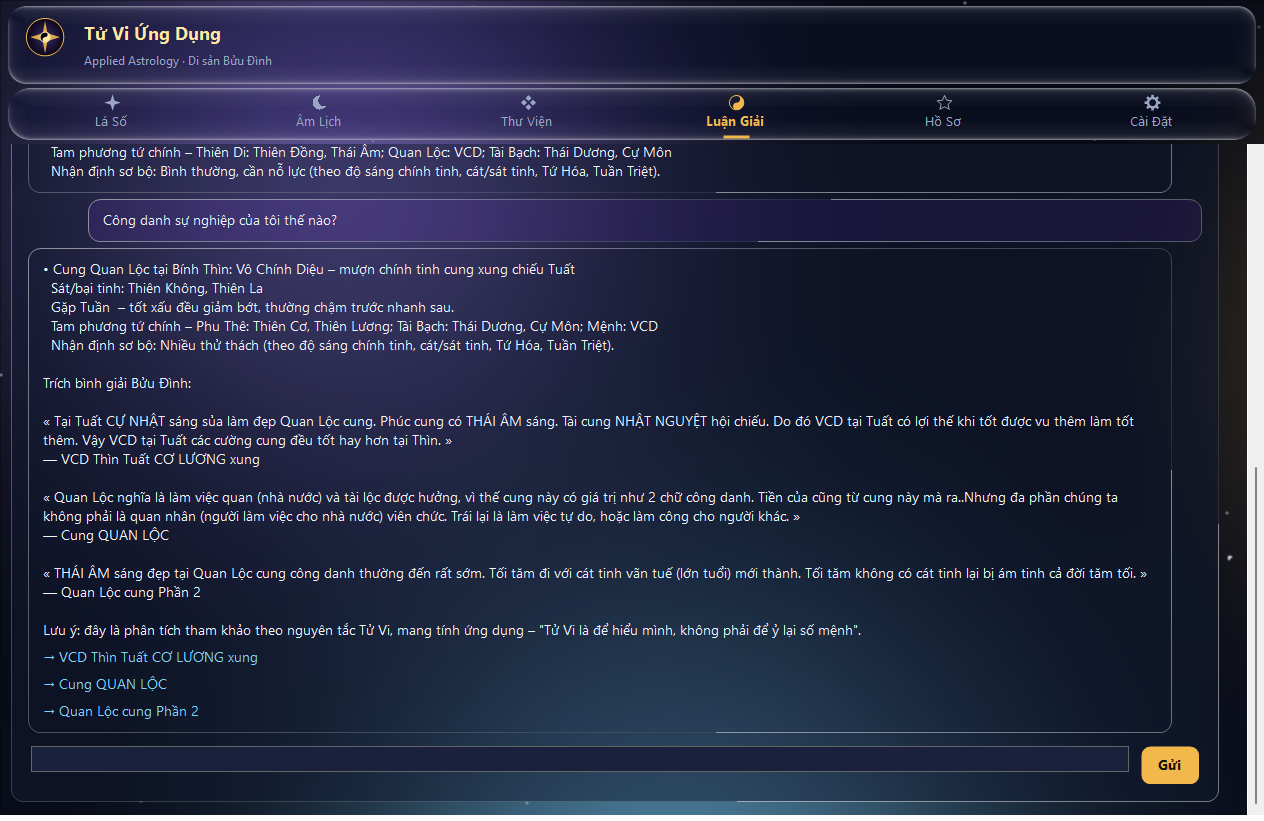 Tử Vi Ứng Dụng
Applied Astrology · Di sản Bửu Đình
Lá Số
Âm Lịch
Thư Viện
Luận Giải
Hồ Sơ
Cài Đặt
Tam phương tứ chính – Thiên Di: Thiên Đồng, Thái Âm; Quan Lộc: VCD; Tài Bạch: Thái Dương, Cự Môn
Nhận định sơ bộ: Bình thường, cần nỗ lực (theo độ sáng chính tinh, cát/sát tinh, Tứ Hóa, Tuần Triệt).
Công danh sự nghiệp của tôi thế nào?
• Cung Quan Lộc tại Bính Thìn: Vô Chính Diệu – mượn chính tinh cung xung chiếu Tuất
Sát/bại tinh: Thiên Không, Thiên La
Gặp Tuần – tốt xấu đều giảm bớt, thường chậm trước nhanh sau.
Tam phương tứ chính – Phu Thê: Thiên Cơ, Thiên Lương; Tài Bạch: Thái Dương, Cự Môn; Mệnh: VCD
Nhận định sơ bộ: Nhiều thử thách (theo độ sáng chính tinh, cát/sát tinh, Tứ Hóa, Tuần Triệt).
Trích bình giải Bửu Đình:
« Tại Tuất CỰ NHẬT sáng sủa làm đẹp Quan Lộc cung. Phúc cung có THÁI ÂM sáng. Tài cung NHẬT NGUYỆT hội chiếu. Do đó VCD tại Tuất có lợi thế khi tốt được vu thêm làm tốt
thêm. Vậy VCD tại Tuất các cường cung đều tốt hay hơn tại Thìn. »
— VCD Thìn Tuất CƠ LƯƠNG xung
« Quan Lộc nghĩa là làm việc quan (nhà nước) và tài lộc được hưởng, vì thế cung này có giá trị như 2 chữ công danh. Tiền của cũng từ cung này mà ra..Nhưng đa phần chúng ta
không phải là quan nhân (người làm việc cho nhà nước) viên chức. Trái lại là làm việc tự do, hoặc làm công cho người khác. »
— Cung QUAN LỘC
« THÁI ÂM sáng đẹp tại Quan Lộc cung công danh thường đến rất sớm. Tối tăm đi với cát tinh vãn tuế (lớn tuổi) mới thành. Tối tăm không có cát tinh lại bị ám tinh cả đời tăm tối. »
— Quan Lộc cung Phần 2
Lưu ý: đây là phân tích tham khảo theo nguyên tắc Tử Vi, mang tính ứng dụng – "Tử Vi là để hiểu mình, không phải để ỷ lại số mệnh".
→ VCD Thìn Tuất CƠ LƯƠNG xung
→ Cung QUAN LỘC
→ Quan Lộc cung Phần 2
Gửi